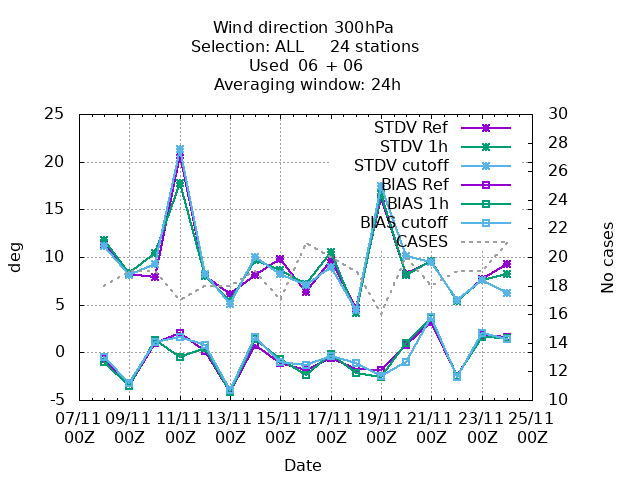 Wind direction 300hPa
Selection: ALL 24 stations
Used 06 + 06
Averaging window: 24h
25
20
15
10
5
0
-5
deg
30
28
26
24
22
20
18
16
14
12
10
No cases
STDV Ref
STDV 1h
STDV cutoff
BIAS Ref
BIAS 1h
BIAS cutoff
CASES
07/11 09/11 11/11 13/11 15/11 17/11 19/11 21/11 23/11 25/11
00Z 00Z 00Z 00Z 00Z 00Z 00Z 00Z 00Z 00Z
Date